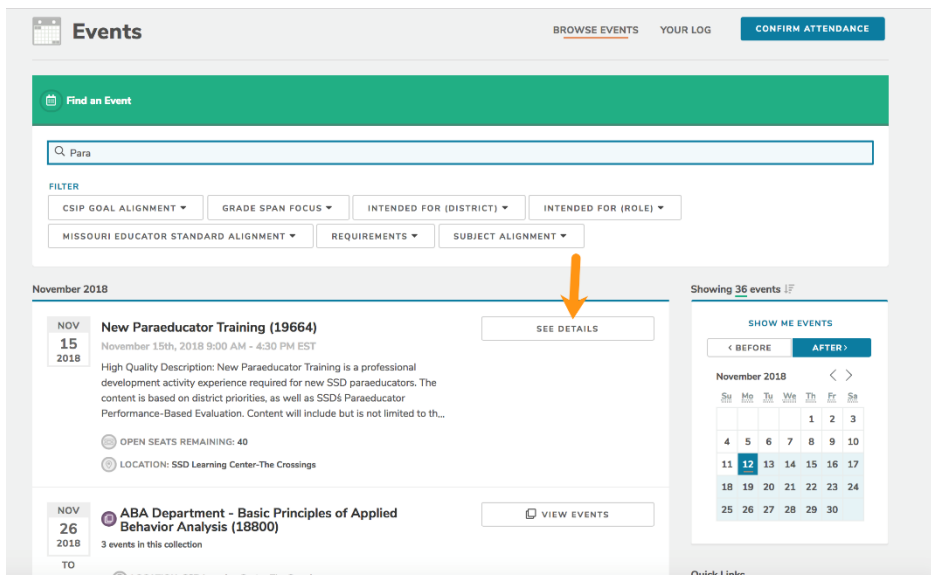 Events
BROWSE EVENTS YOUR LOG CONFIRM ATTENDANCE
Find an Event
Para
FILTER
CSIP GOAL ALIGNMENT GRADE SPAN FOCUS INTENDED FOR (DISTRICT) INTENDED FOR (ROLE)
MISSOURI EDUCATOR STANDARD ALIGNMENT REQUIREMENTS SUBJECT ALIGNMENT
November 2018
NOV
15
2018
New Paraeducator Training (19664)
November 15th, 2018 9:00 AM - 4:30 PM EST
High Quality Description: New Paraeducator Training is a professional
development activity experience required for new SSD paraeducators. The
content is based on district priorities, as well as SSDś Paraeducator
Performance-Based Evaluation. Content will include but is not limited to th...
OPEN SEATS REMAINING: 40
LOCATION: SSD Learning Center-The Crossings
SEE DETAILS
NOV
26
2018
TO
ABA Department - Basic Principles of Applied
Behavior Analysis (18800)
3 events in this collection
VIEW EVENTS
Showing 36 events
SHOW ME EVENTS
< BEFORE AFTER >
November 2018 < >
Su Mo Tu We Th Fr Sa
1 2 3
4 5 6 7 8 9 10
11 12 13 14 15 16 17
18 19 20 21 22 23 24
25 26 27 28 29 30
Quick Links